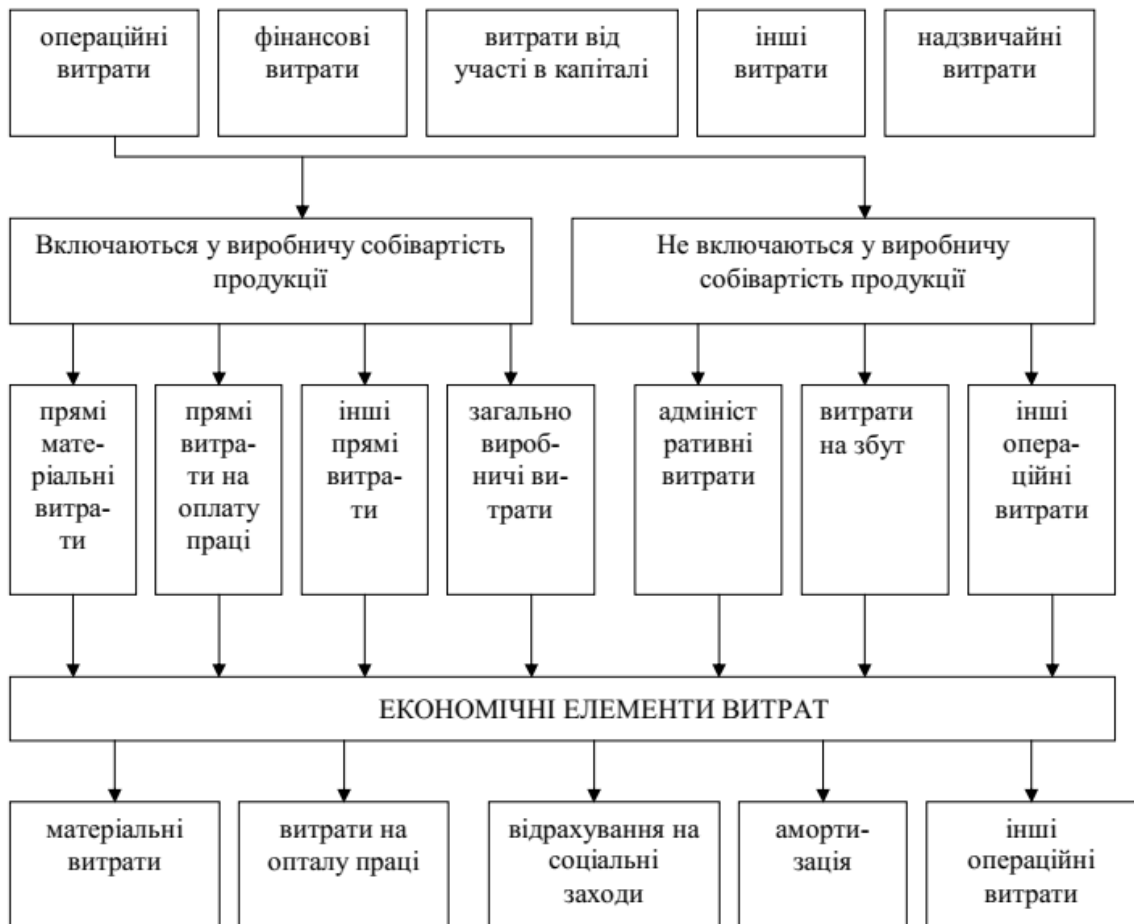 операційні
витрати
фінансові
витрати
витрати від
участі в капіталі
інші
витрати
надзвичайні
витрати
Включаються у виробничу собівартість
продукції
Не включаються у виробничу
собівартість продукції
прямі
мате-
ріальні
витра-
ти
прямі
витра-
ти на
оплату
праці
інші
прямі
витра-
ти
загально
вироб-
ничі ви-
трати
адмініст
ративні
витрати
витрати
на збут
інші
опера-
ційні
витрати
ЕКОНОМІЧНІ ЕЛЕМЕНТИ ВИТРАТ
матеріальні
витрати
витрати на
опталу праці
відрахування на
соціальні
заходи
аморти-
зація
інші
операційні
витрати